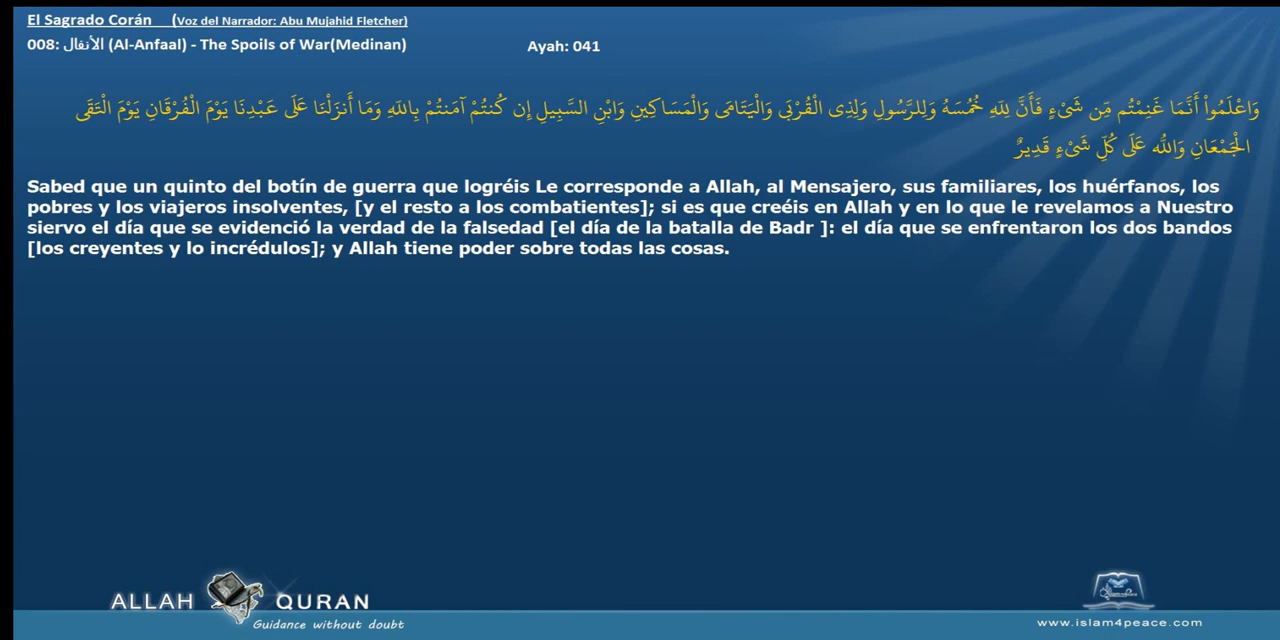 El Sagrado Corán (Voz del Narrador: Abu Mujahid Fletcher)
008: الأنفال (Al-Anfaal) - The Spoils of War(Medinan) Ayah: 041
وَاعْلَمُواْ أَنَّمَا غَنِمْتُم مِّن شَىْءٍ فَأَنَّ لِلّهِ خُمُسَهُ وَلِلرَّسُولِ وَلِذِى الْقُرْبَى وَالْيَتَامَى وَالْمَسَاكِينِ وَابْنِ السَّبِيلِ إِن كُنتُمْ آمَنتُمْ بِاللّهِ وَمَا أَنزَلْنَا عَلَى عَبْدِنَا يَوْمَ الْفُرْقَانِ يَوْمَ الْتَقَى
الْجَمْعَانِ وَاللّه عَلَى كُلِّ شَىْءٍ قَدِيرٌ
Sabed que un quinto del botín de guerra que logréis Le corresponde a Allah, al Mensajero, sus familiares, los huérfanos, los
pobres y los viajeros insolventes, [y el resto a los combatientes]; si es que creéis en Allah y en lo que le revelamos a Nuestro
siervo el día que se evidenció la verdad de la falsedad [el día de la batalla de Badr ]: el día que se enfrentaron los dos bandos
[los creyentes y lo incrédulos]; y Allah tiene poder sobre todas las cosas.
ALLAH QURAN
Guidance without doubt
www.islam4peace.com